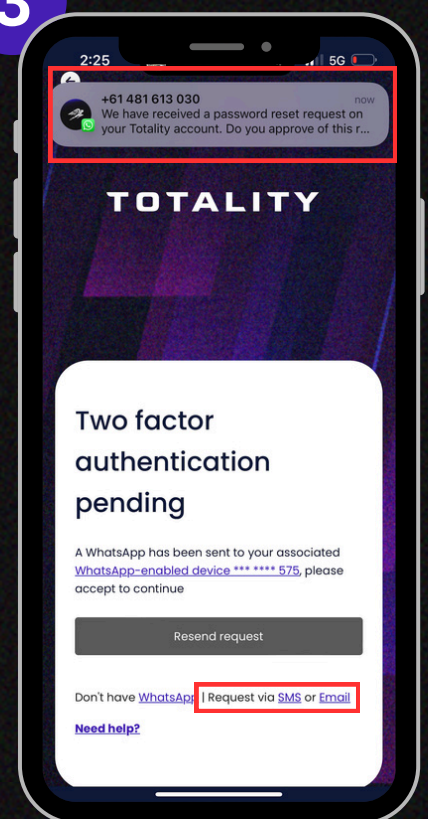 3
2:25 5G
+61 481 613 030 now
We have received a password reset request on
your Totality account. Do you approve of this r...
TOTALITY
Two factor
authentication
pending
A WhatsApp has been sent to your associated
WhatsApp-enabled device *** **** 575, please
accept to continue
Resend request
Don't have WhatsApp | Request via SMS or Email
Need help?